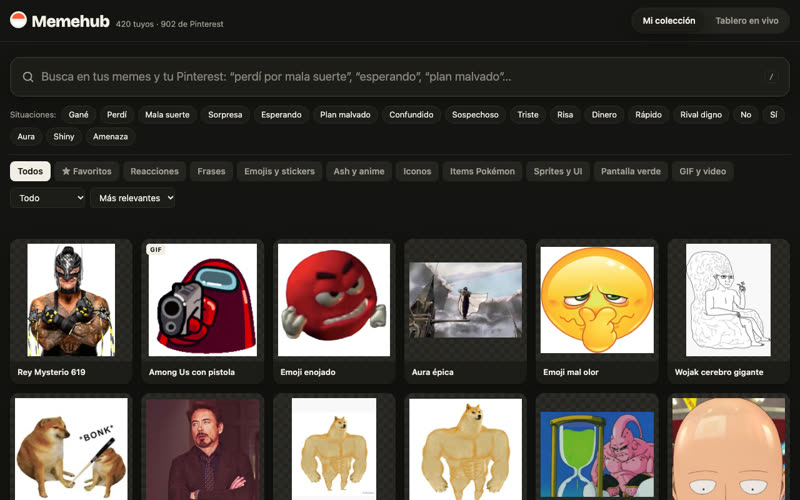 Memehub 420 tuyos · 902 de Pinterest
Mi colección Tablero en vivo
Busca en tus memes y tu Pinterest: “perdí por mala suerte”, “esperando”, “plan malvado”... /
Situaciones: Gané Perdí Mala suerte Sorpresa Esperando Plan malvado Confundido Sospechoso Triste Risa Dinero Rápido Rival digno No Sí
Aura Shiny Amenaza
Todos ★ Favoritos Reacciones Frases Emojis y stickers Ash y anime Iconos Items Pokémon Sprites y UI Pantalla verde GIF y video
Todo Más relevantes
GIF
Rey Mysterio 619 Among Us con pistola Emoji enojado Aura épica Emoji mal olor Wojak cerebro gigante
*BONK*